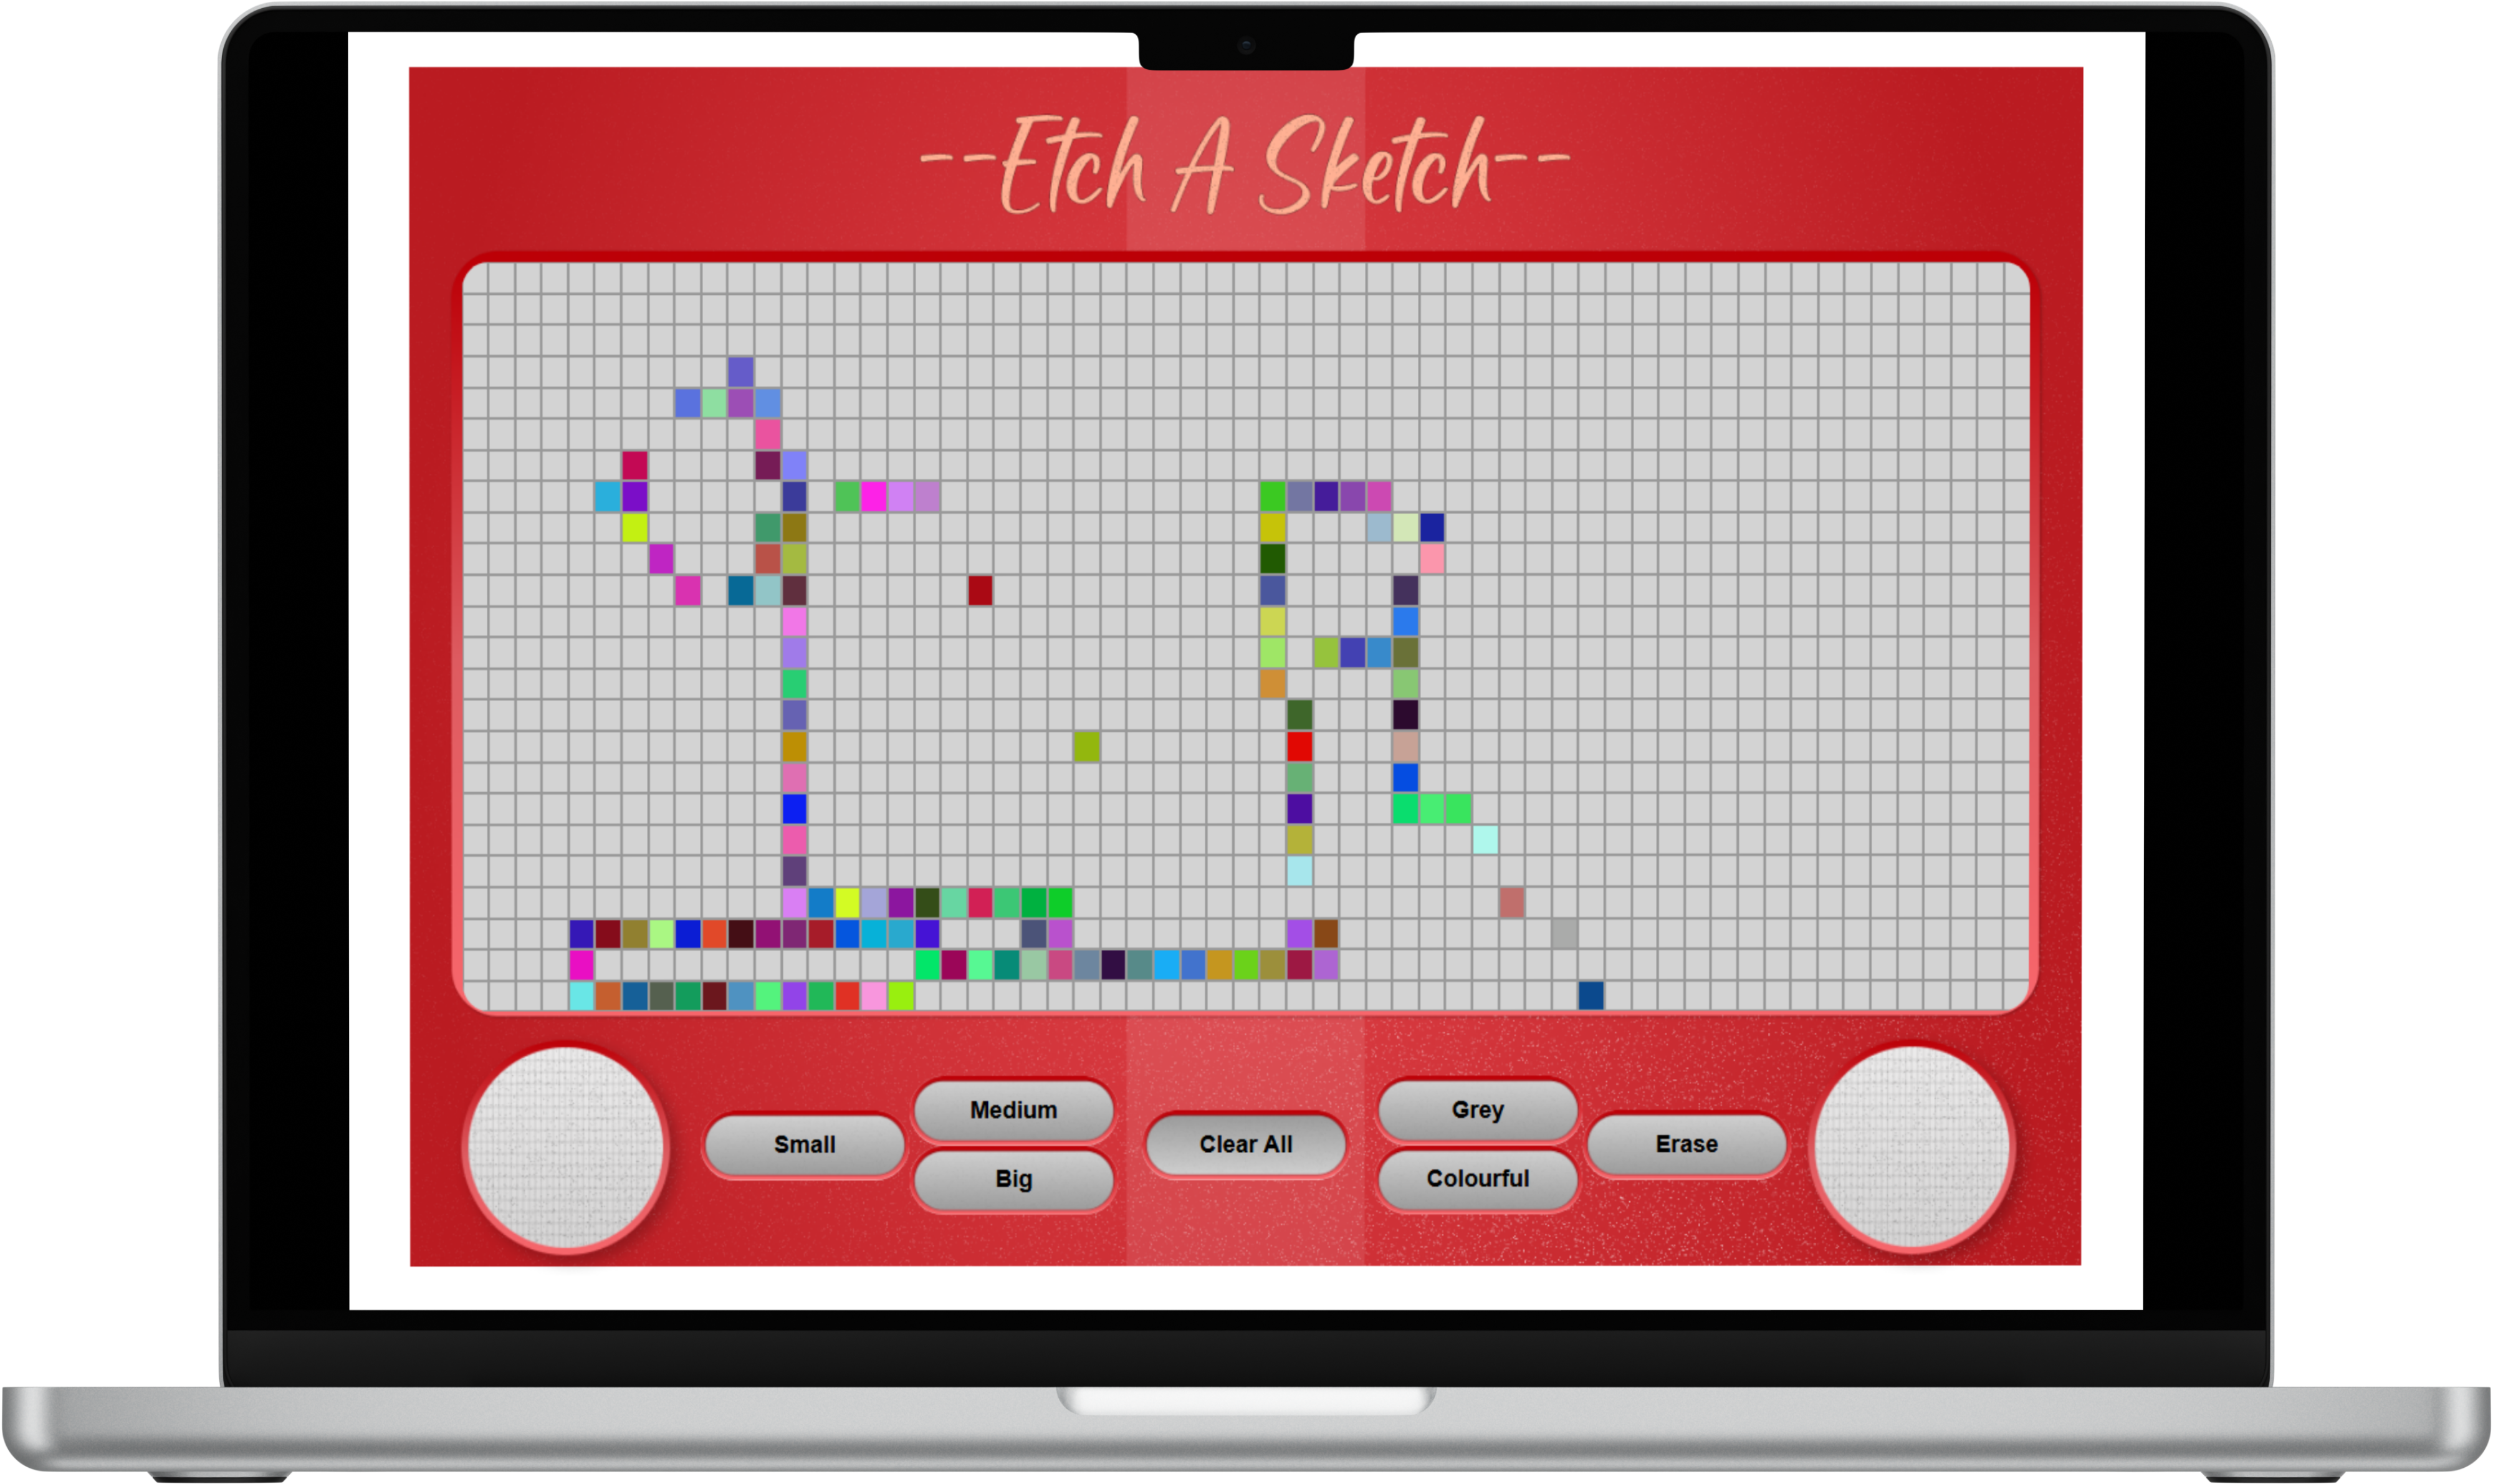 --Etch A Sketch--
Medium
Grey
Small
Clear All
Erase
Big
Colourful